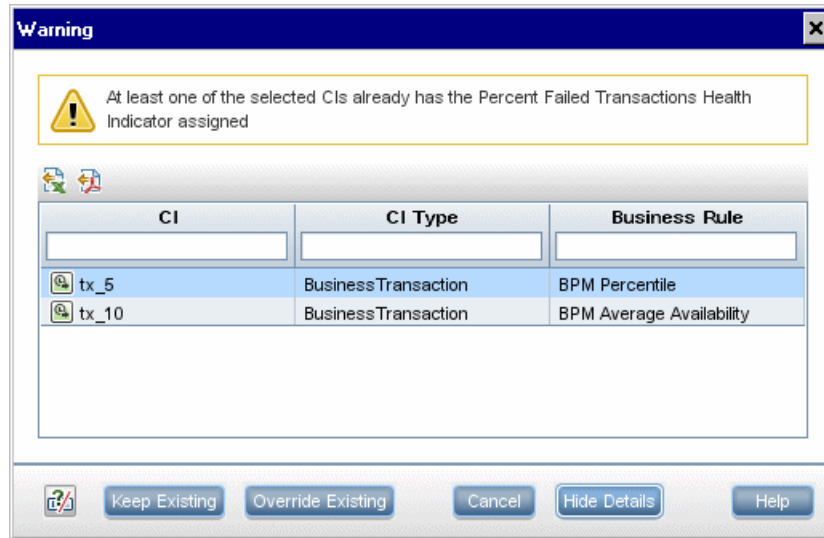 Warning
At least one of the selected CIs already has the Percent Failed Transactions Health
Indicator assigned
CI CI Type Business Rule
tx_5 BusinessTransaction BPM Percentile
tx_10 BusinessTransaction BPM Average Availability
Keep Existing Override Existing Cancel Hide Details Help